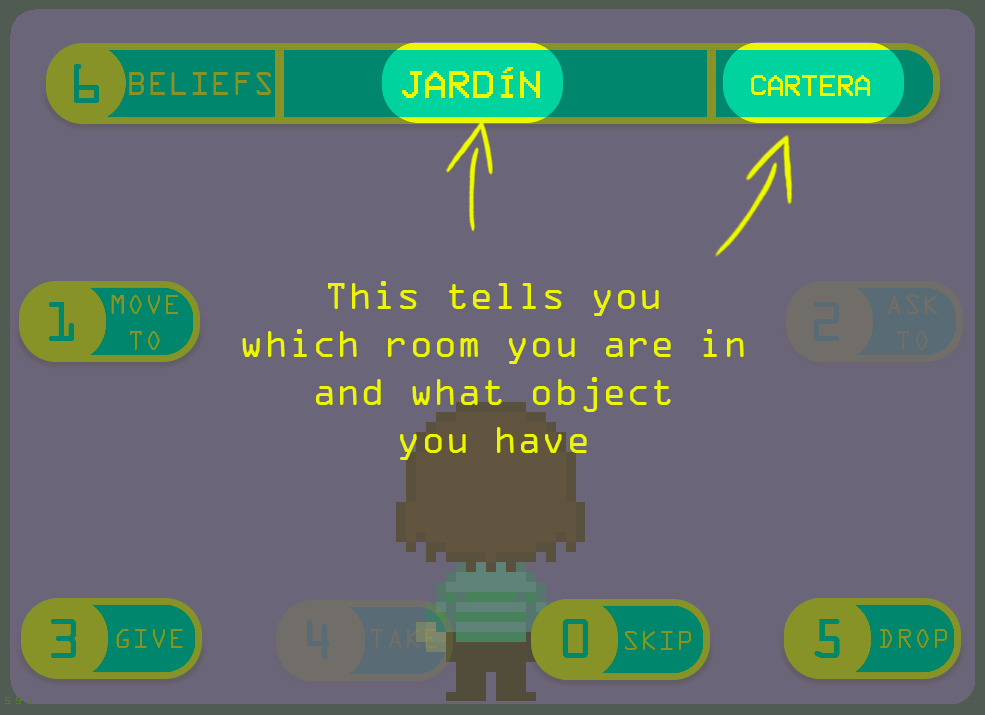 6 BELIEFS JARDÍN CARTERA
This tells you
which room you are in
and what object
you have
1 MOVE TO
2 ASK TO
3 GIVE
4 TAKE
0 SKIP
5 DROP